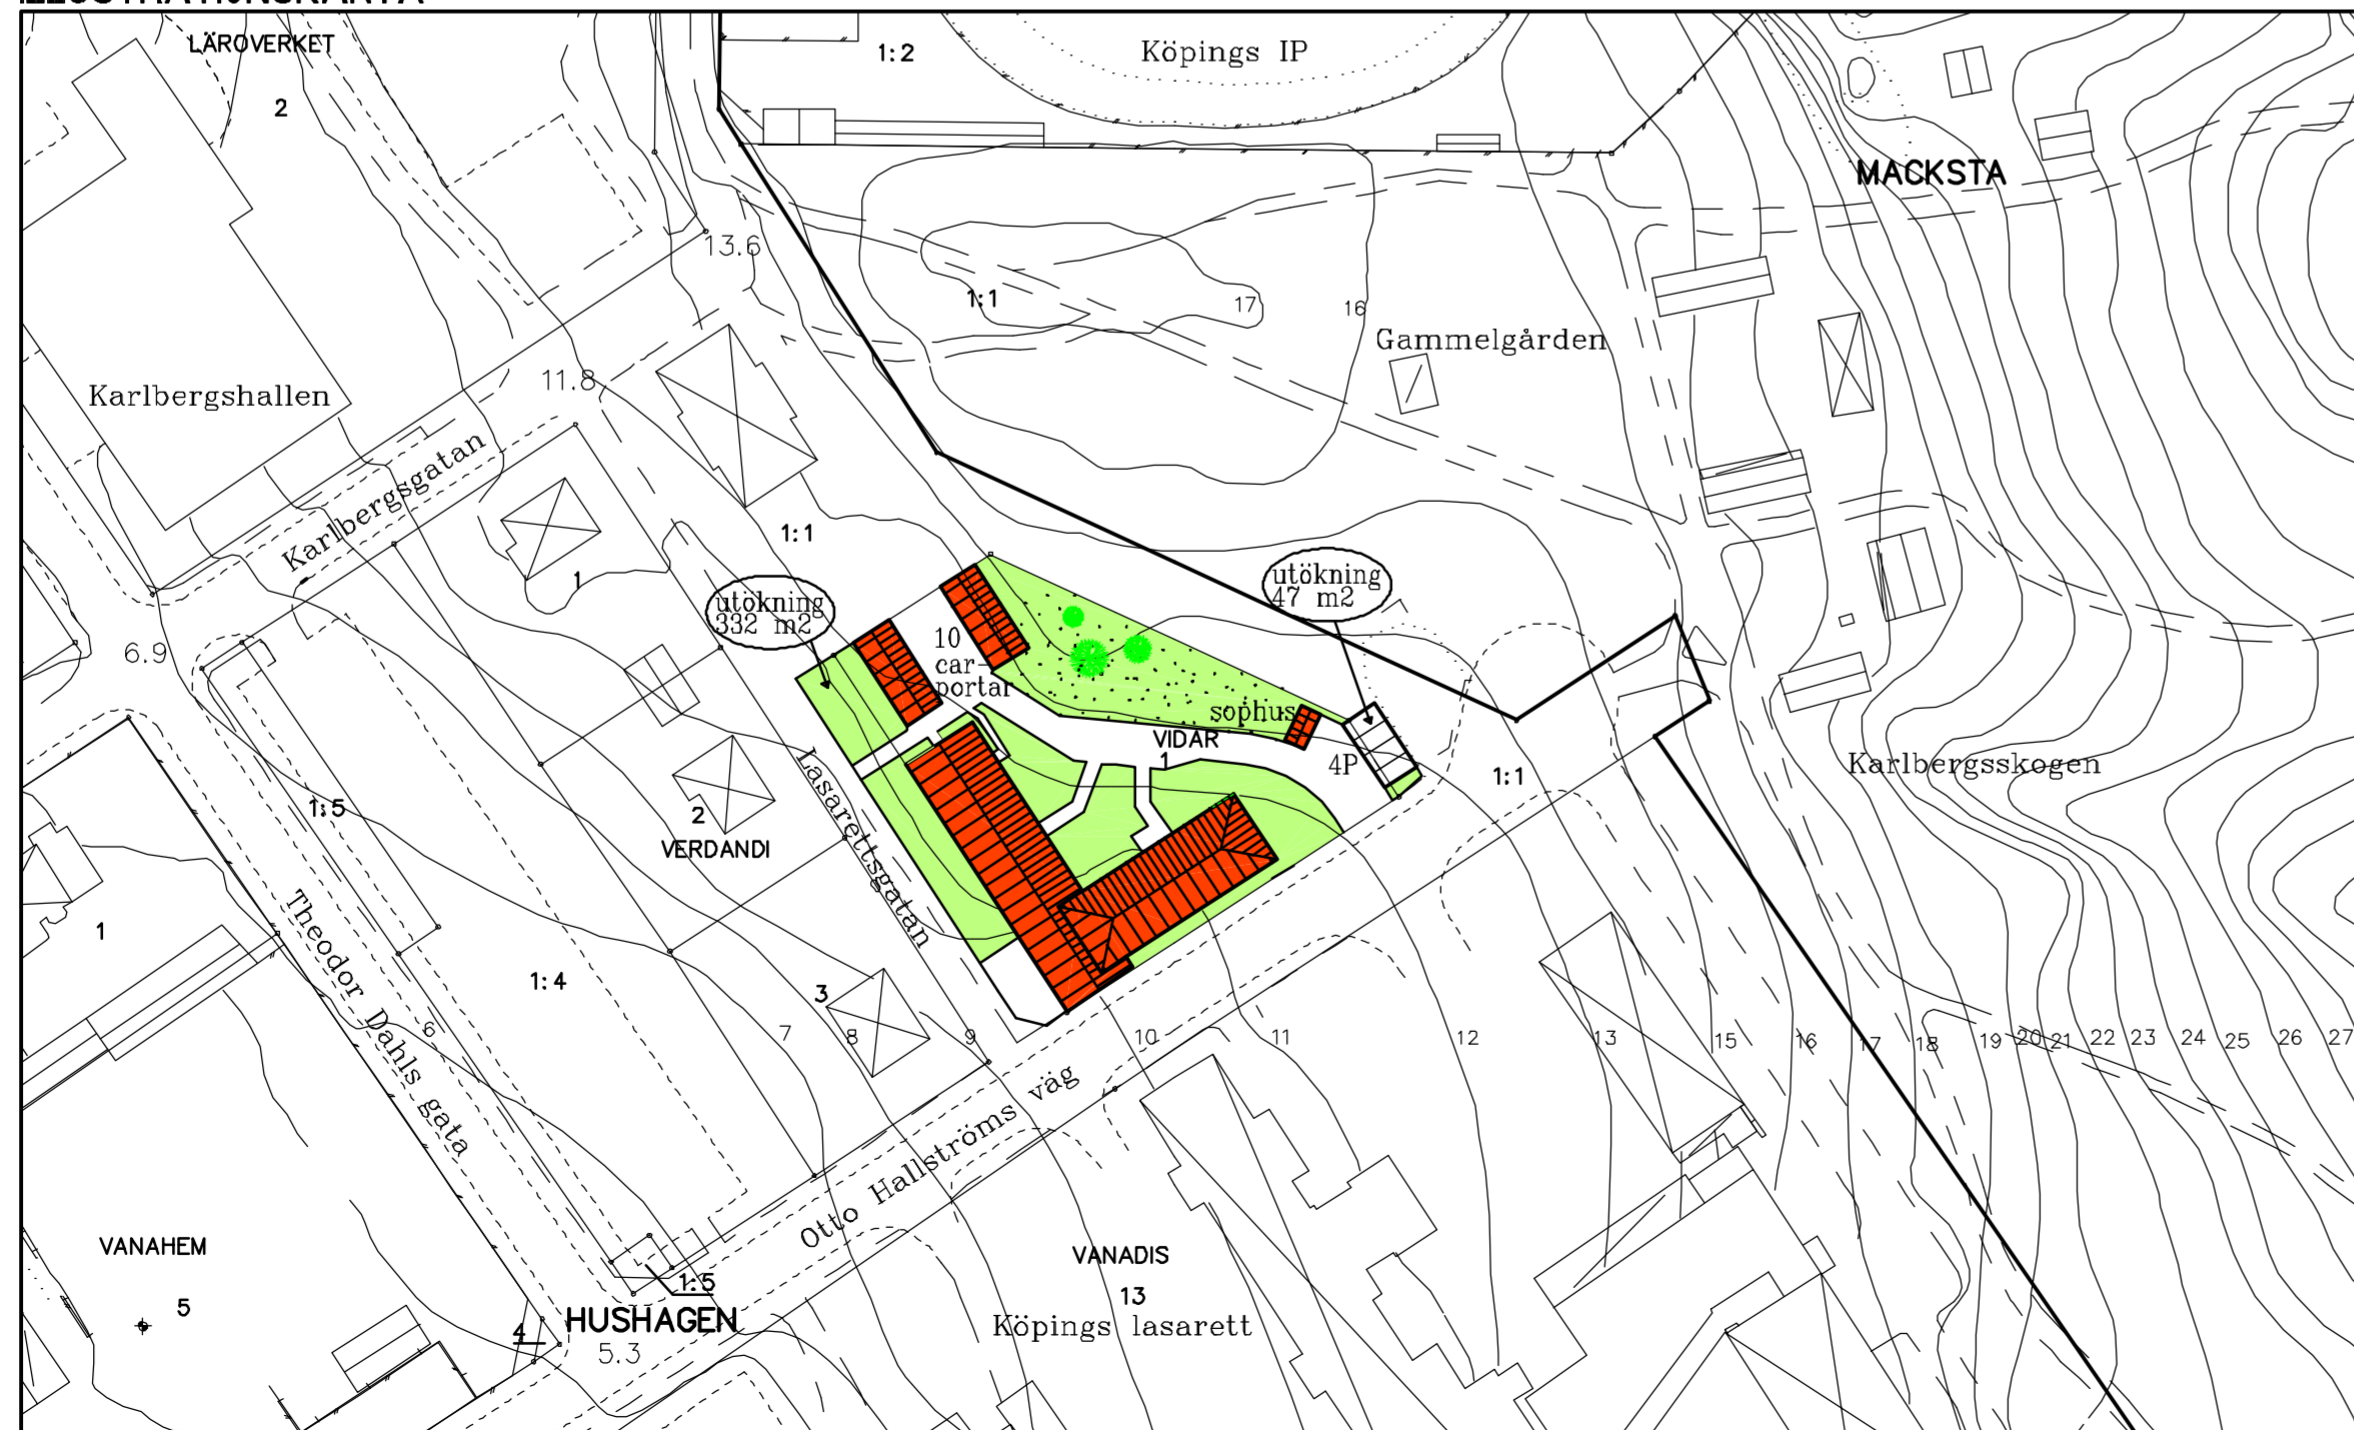 ILLUSTRATIONSKARTA
LÄROVERKET
2
1:2
Köpings IP
MACKSTA
13.6
1:1
17
16
Gammelgården
11.8
Karlbergshallen
Karlbergsgatan
1
1:1
utökning
332 m2
utökning
47 m2
10
car-
portar
6.9
sophus
VIDAR
1
4P
1:1
Karlbergsskogen
1:5
2
VERDANDI
Lasarettsgatan
1
Theodor Dahls gata
1:4
3
6
7
8
9
10
11
12
13
15
16
17
18
19
20
21
22
23
24
25
26
27
Otto Hallströms väg
VANAHEM
5
VANADIS
13
Köpings lasarett
1:5
HUSHAGEN
4
5.3